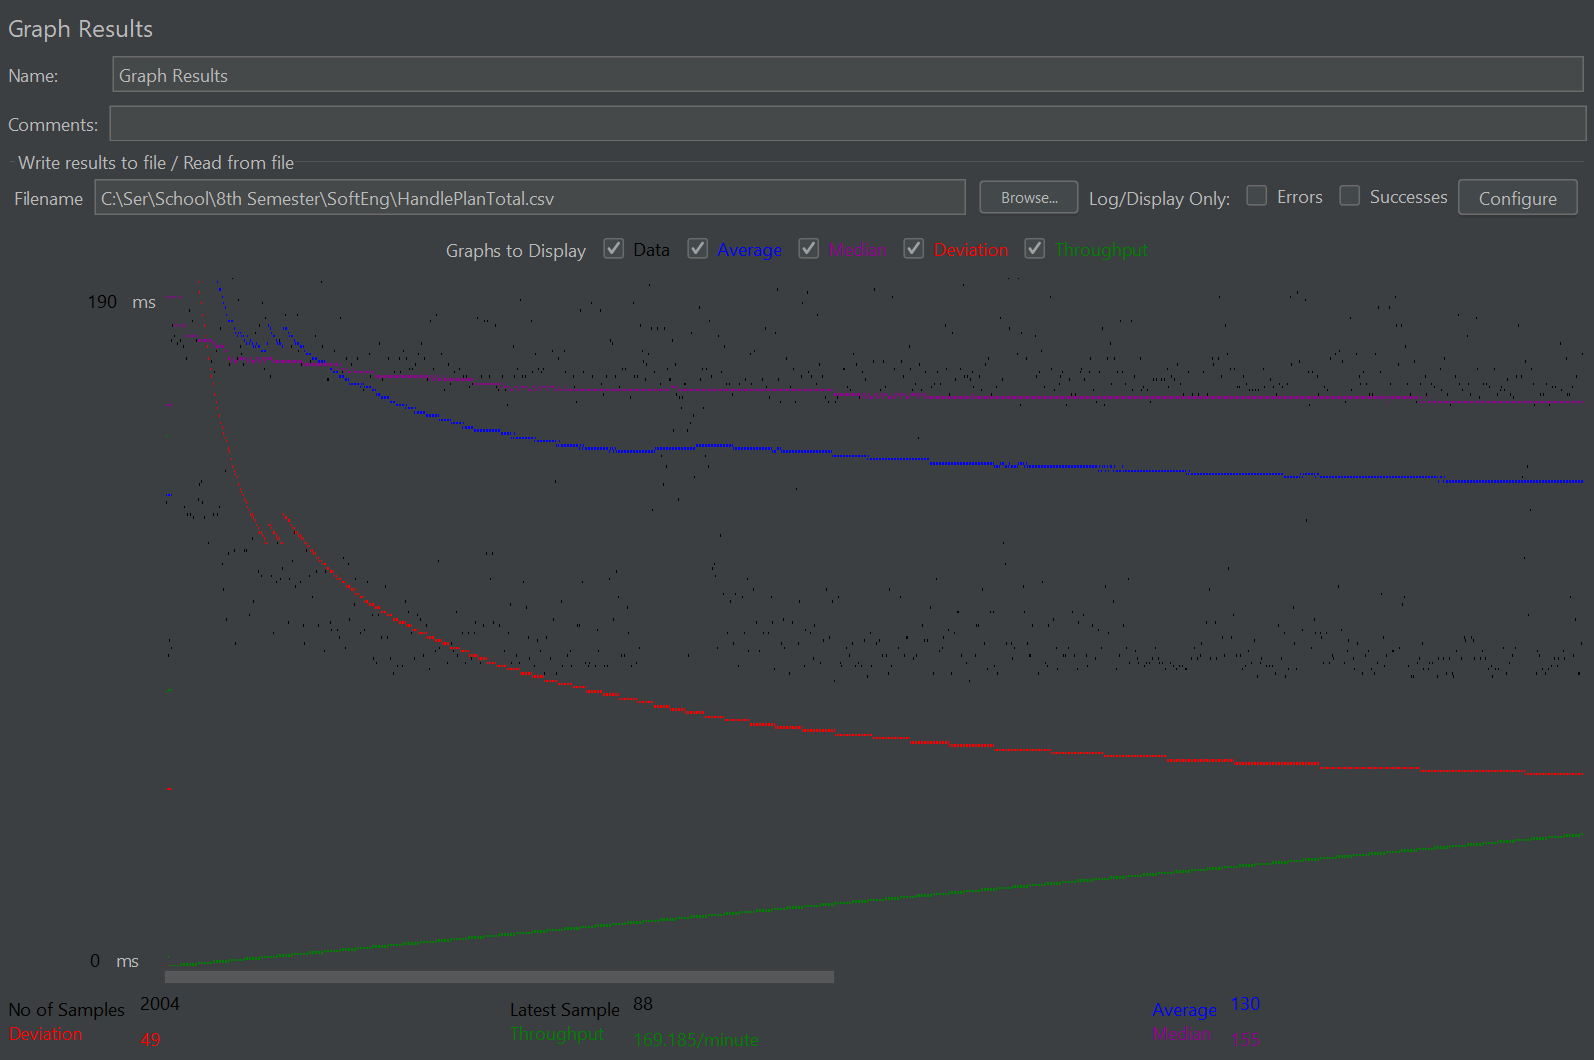 Graph Results
Name: Graph Results
Comments:
Write results to file / Read from file
Filename C:\Ser\School\8th Semester\SoftEng\HandlePlanTotal.csv Browse... Log/Display Only: Errors Successes Configure
Graphs to Display Data Average Median Deviation Throughput
190 ms
0 ms
No of Samples 2004 Latest Sample 88 Average 130
Deviation 49 Throughput 169.185/minute Median 155